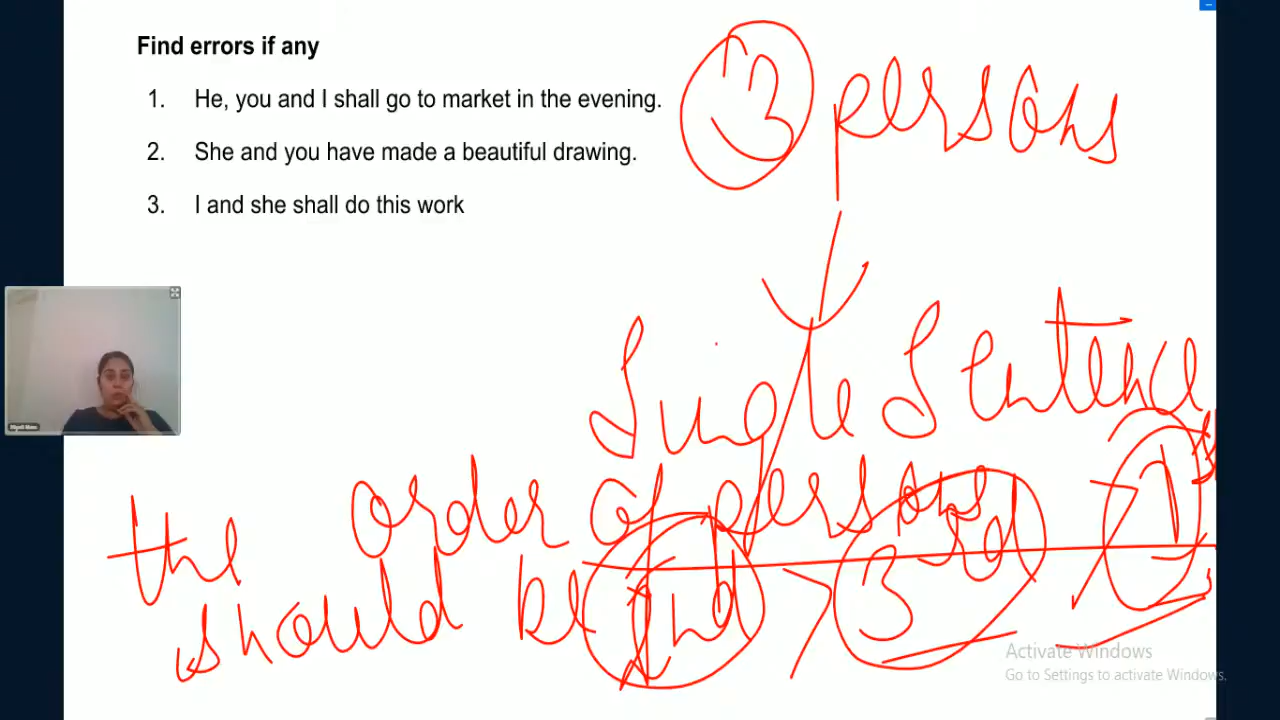 Find errors if any
1. He, you and I shall go to market in the evening.
2. She and you have made a beautiful drawing.
3. I and she shall do this work
3 persons
Single Sentence
the order of persons
should be 2nd > 3rd > 1st
Activate Windows
Go to Settings to activate Windows.